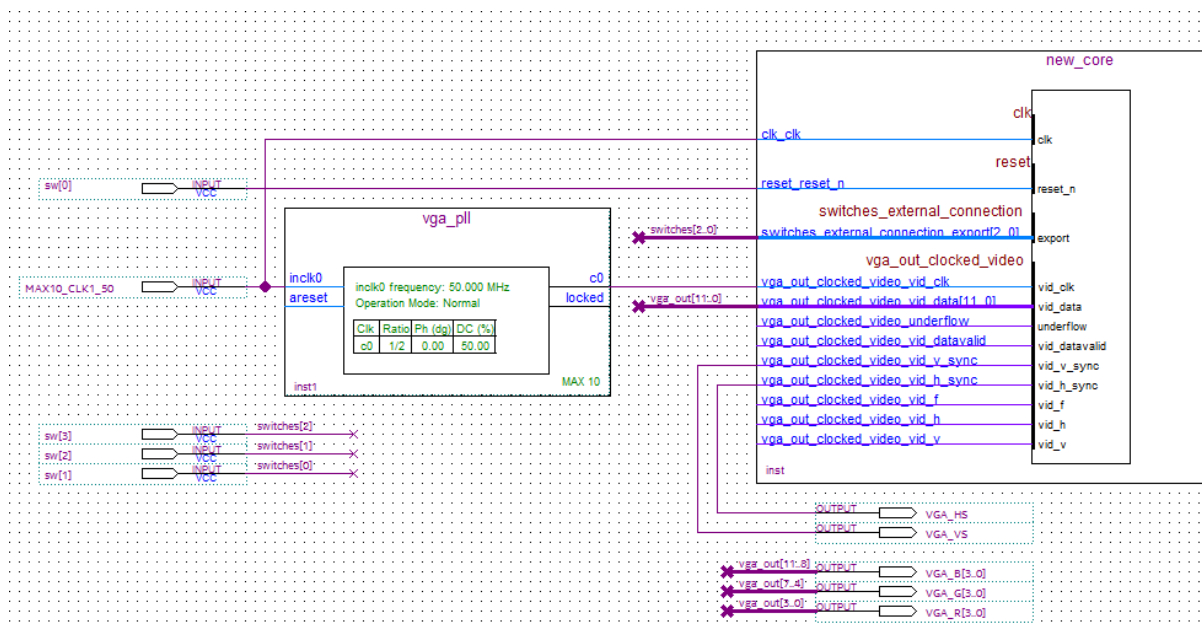 new_core
clk
clk_clk
clk
reset
sw[0]
INPUT
VCC
reset_reset_n
reset_n
vga_pll
switches_external_connection
switches[2..0]
switches_external_connection_export[2_0]
export
vga_out_clocked_video
MAX10_CLK1_50
INPUT
VCC
inclk0
areset
inclk0 frequency: 50.000 MHz
Operation Mode: Normal
Clk Ratio Ph (dg) DC (%)
c0 1/2 0.00 50.00
c0
locked
inst1
MAX 10
vga_out_clocked_video_vid_clk
vid_clk
vga_out[11..0]
vga_out_clocked_video_vid_data[11_0]
vid_data
vga_out_clocked_video_underflow
underflow
vga_out_clocked_video_vid_datavalid
vid_datavalid
vga_out_clocked_video_vid_v_sync
vid_v_sync
vga_out_clocked_video_vid_h_sync
vid_h_sync
vga_out_clocked_video_vid_f
vid_f
vga_out_clocked_video_vid_h
vid_h
vga_out_clocked_video_vid_v
vid_v
inst
sw[3]
INPUT
VCC
switches[2]
sw[2]
INPUT
VCC
switches[1]
sw[1]
INPUT
VCC
switches[0]
OUTPUT
VGA_HS
OUTPUT
VGA_VS
vga_out[11..8]
OUTPUT
VGA_B[3..0]
vga_out[7..4]
OUTPUT
VGA_G[3..0]
vga_out[3..0]
OUTPUT
VGA_R[3..0]